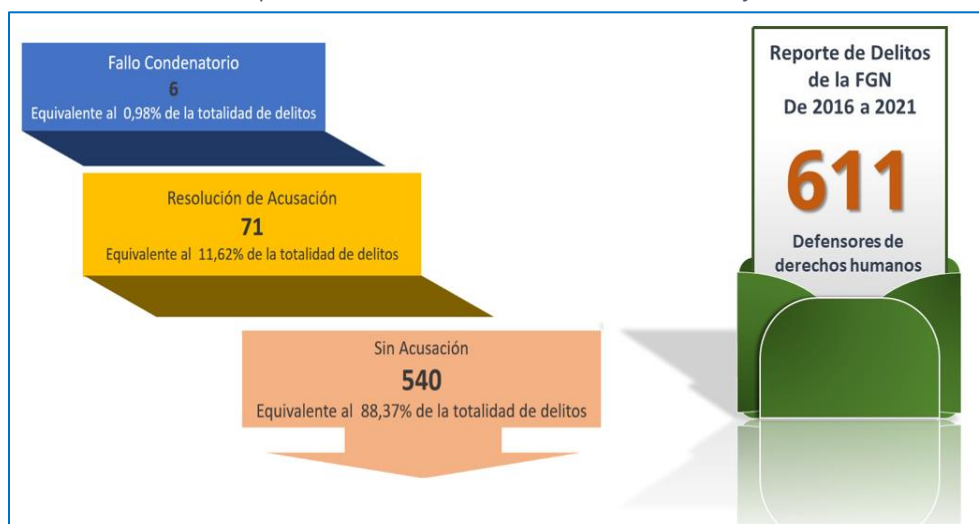 Fallo Condenatorio
6
Equivalente al 0,98% de la totalidad de delitos
Resolución de Acusación
71
Equivalente al 11,62% de la totalidad de delitos
Sin Acusación
540
Equivalente al 88,37% de la totalidad de delitos
Reporte de Delitos
de la FGN
De 2016 a 2021
611
Defensores de
derechos humanos